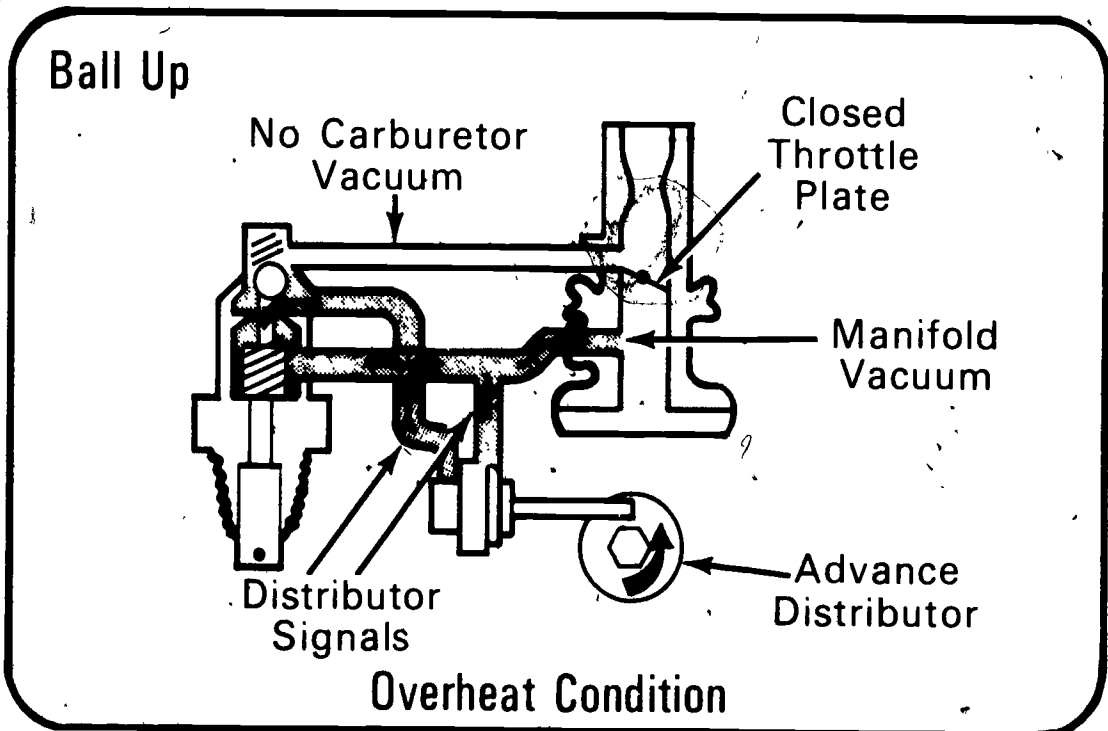 Ball Up
No Carburetor
Vacuum
Closed
Throttle
Plate
Manifold
Vacuum
Distributor
Signals
Advance
Distributor
Overheat Condition